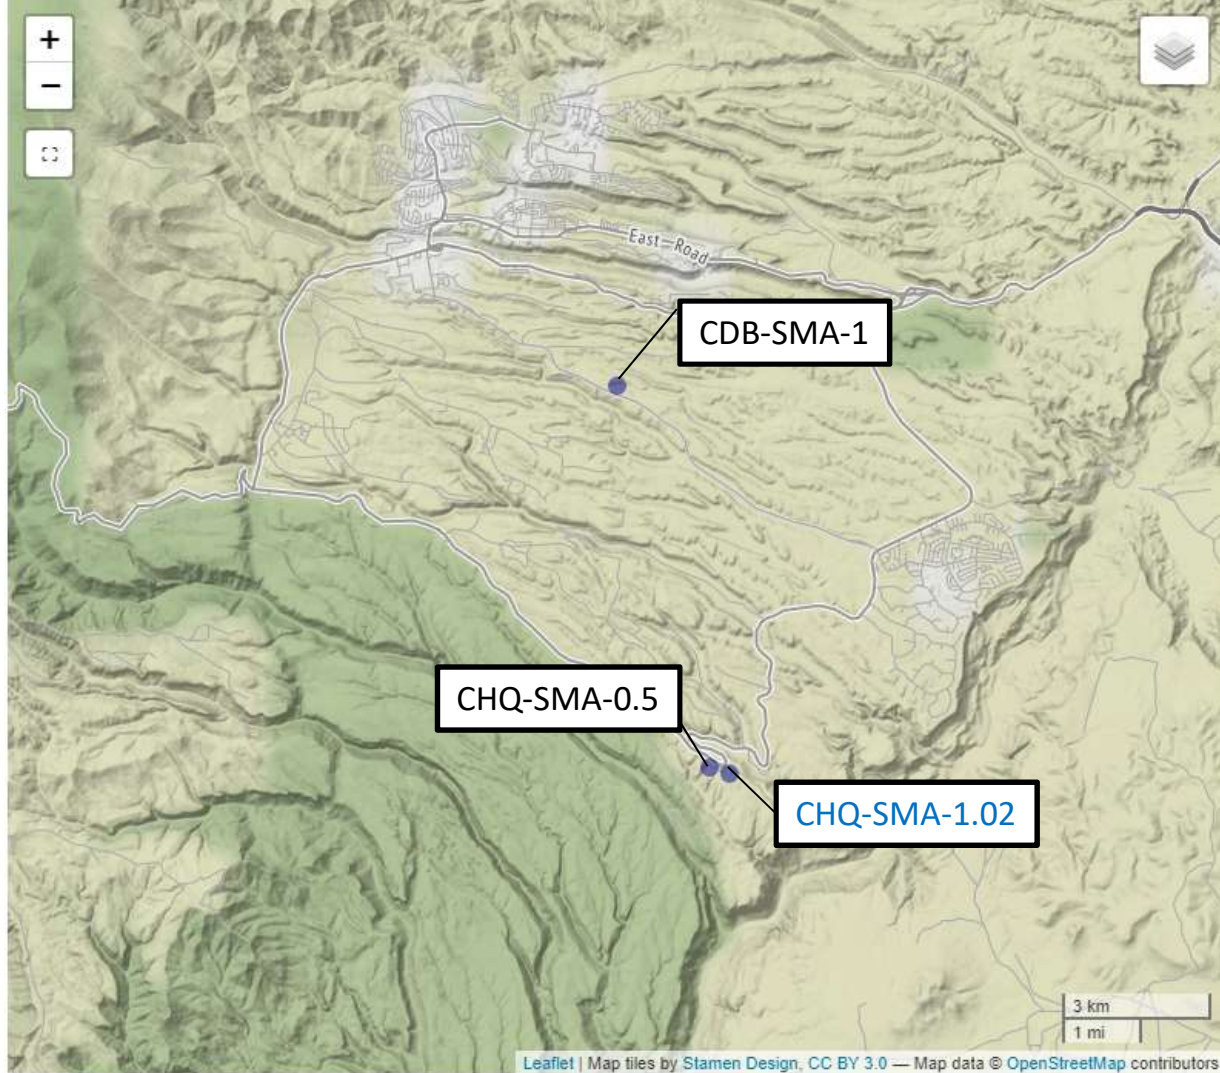 +
−
East Road
CDB-SMA-1
CHQ-SMA-0.5
CHQ-SMA-1.02
3 km
1 mi
Leaflet | Map tiles by Stamen Design, CC BY 3.0 — Map data © OpenStreetMap contributors